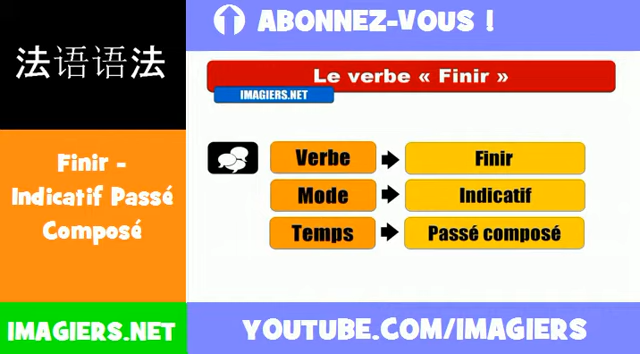 法语语法
Finir -
Indicatif Passé
Composé
IMAGIERS.NET
ABONNEZ-VOUS !
Le verbe « Finir »
IMAGIERS.NET
Verbe Finir
Mode Indicatif
Temps Passé composé
YOUTUBE.COM/IMAGIERS